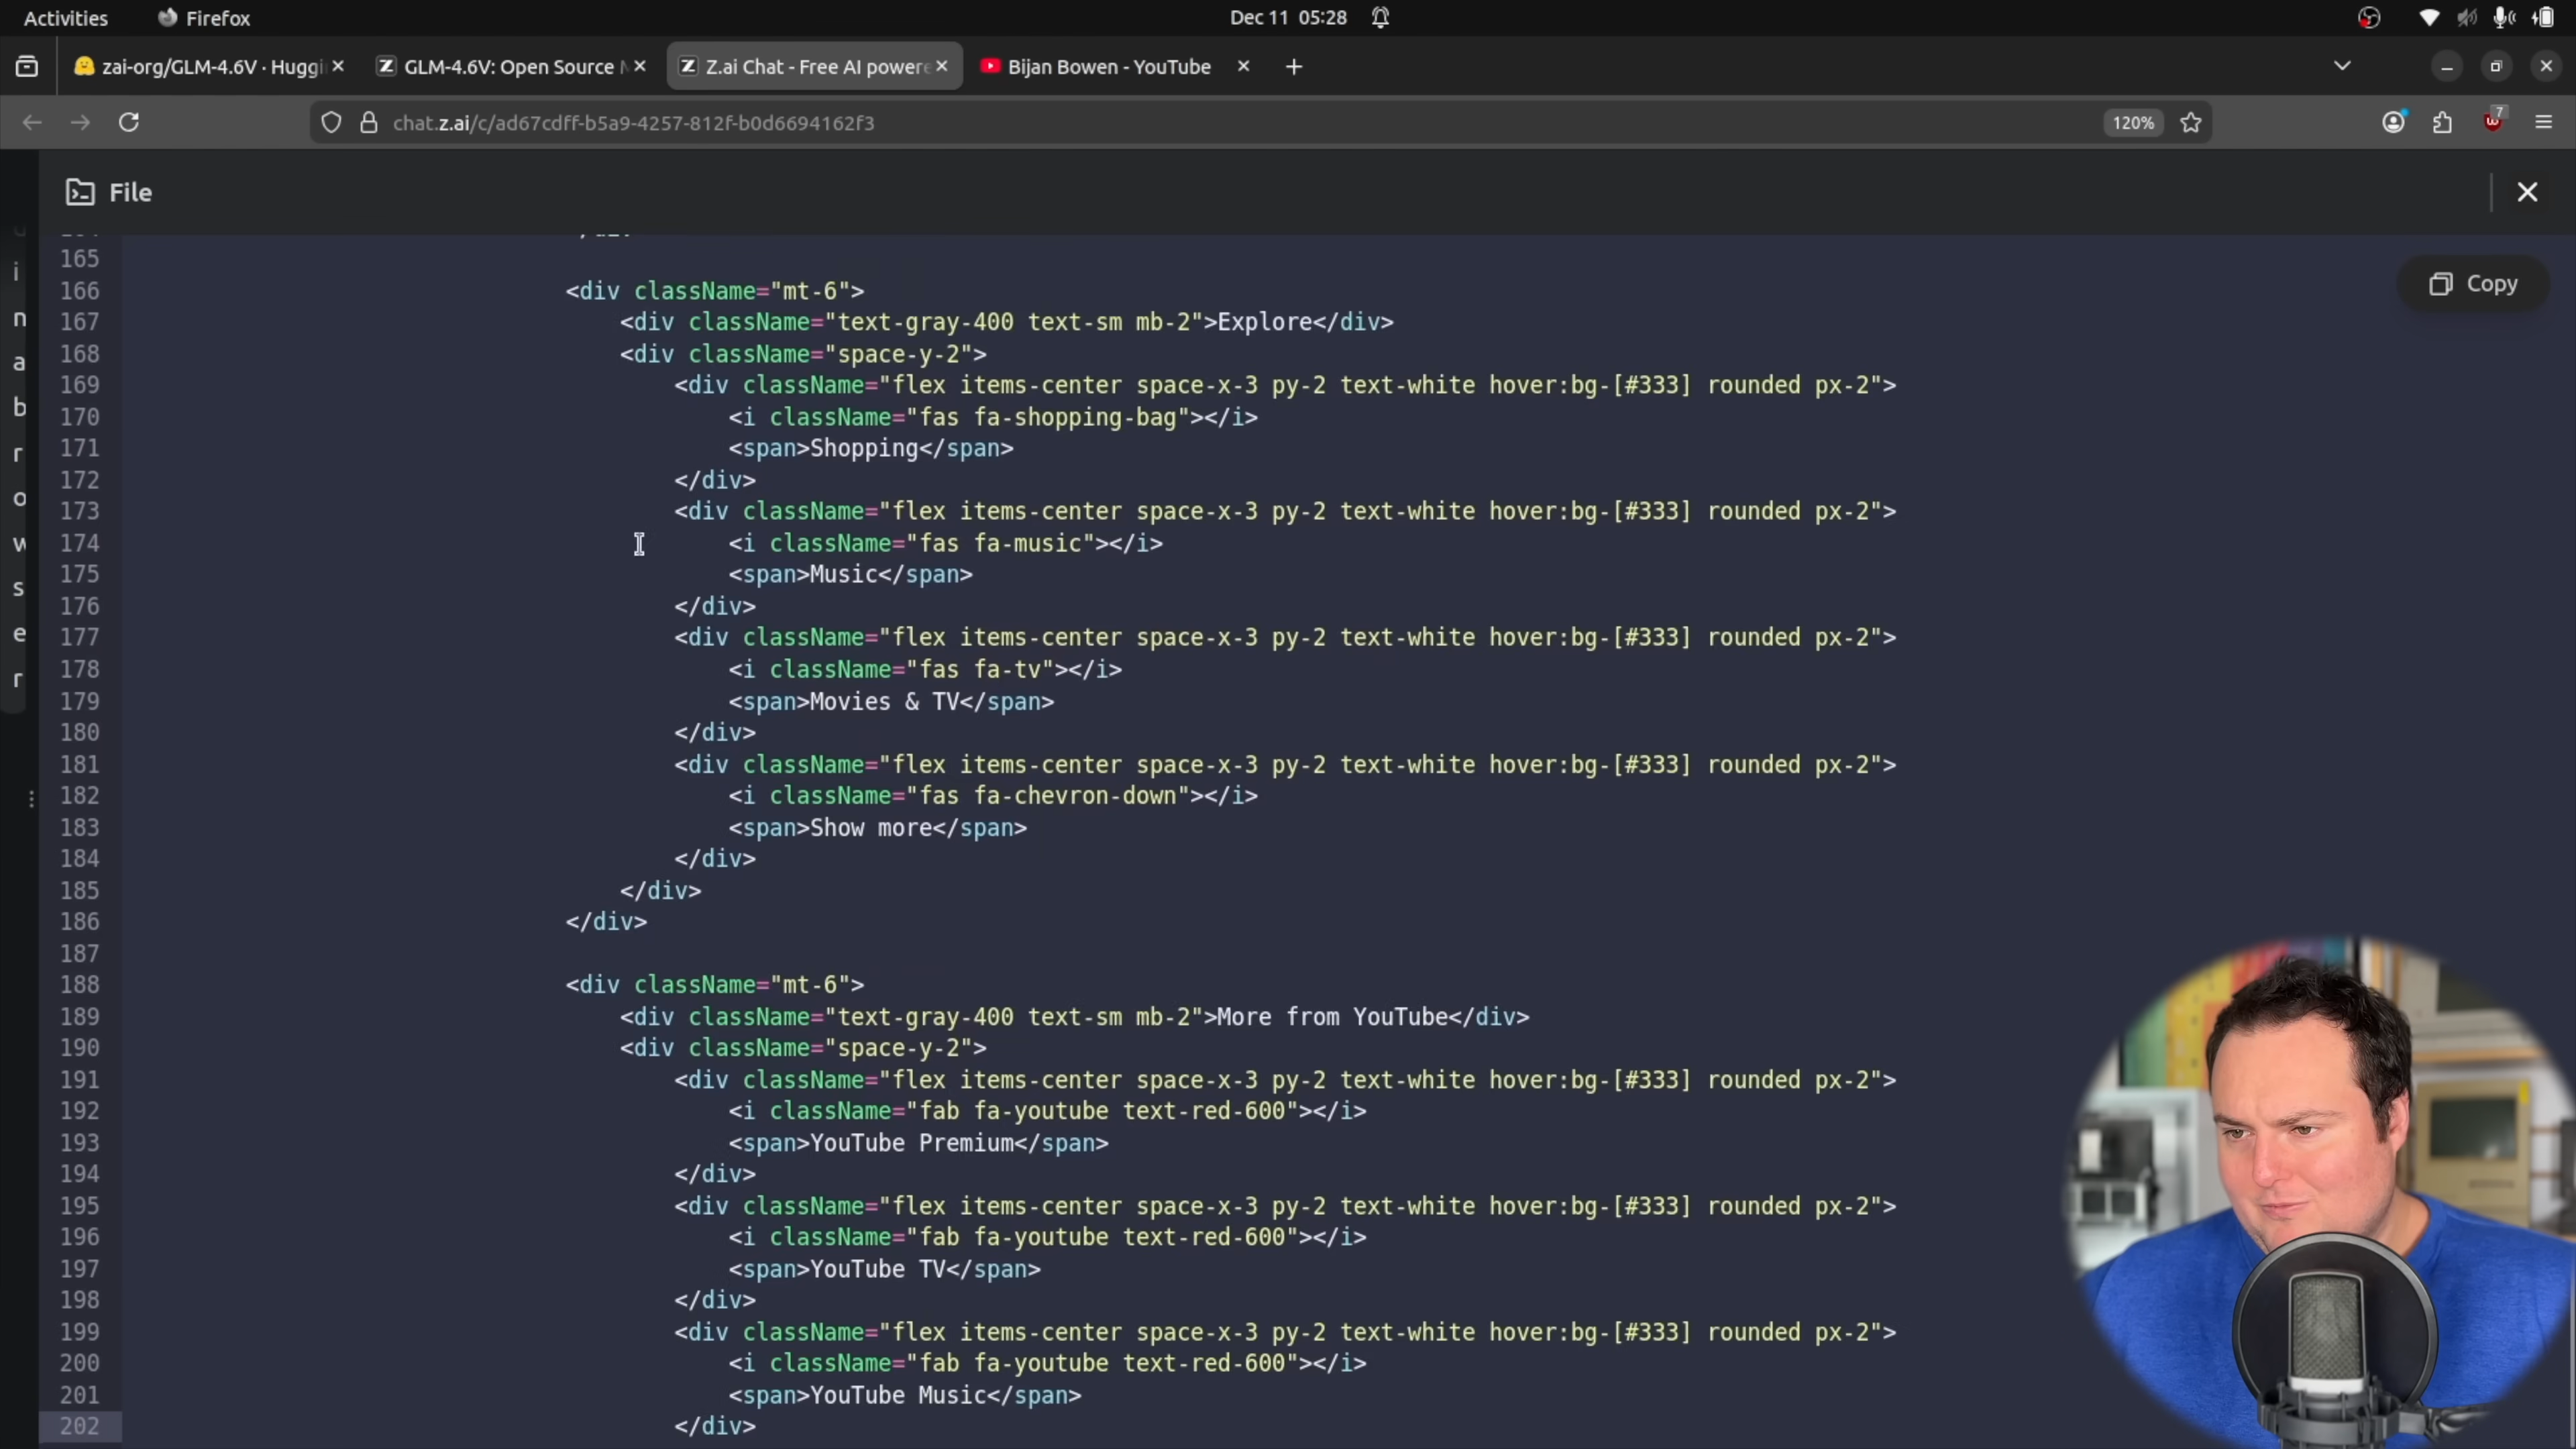 Activities
Firefox
Dec 11 05:28
zai-org/GLM-4.6V · Huggi
GLM-4.6V: Open Source
Z.ai Chat - Free AI powere
Bijan Bowen - YouTube
chat.z.ai/c/ad67cdff-b5a9-4257-812f-b0d6694162f3
120%
7
File
Copy
i
n
a
b
r
o
w
s
e
r
165
166 <div className="mt-6">
167 <div className="text-gray-400 text-sm mb-2">Explore</div>
168 <div className="space-y-2">
169 <div className="flex items-center space-x-3 py-2 text-white hover:bg-[#333] rounded px-2">
170 <i className="fas fa-shopping-bag"></i>
171 <span>Shopping</span>
172 </div>
173 <div className="flex items-center space-x-3 py-2 text-white hover:bg-[#333] rounded px-2">
174 <i className="fas fa-music"></i>
175 <span>Music</span>
176 </div>
177 <div className="flex items-center space-x-3 py-2 text-white hover:bg-[#333] rounded px-2">
178 <i className="fas fa-tv"></i>
179 <span>Movies & TV</span>
180 </div>
181 <div className="flex items-center space-x-3 py-2 text-white hover:bg-[#333] rounded px-2">
182 <i className="fas fa-chevron-down"></i>
183 <span>Show more</span>
184 </div>
185 </div>
186 </div>
187
188 <div className="mt-6">
189 <div className="text-gray-400 text-sm mb-2">More from YouTube</div>
190 <div className="space-y-2">
191 <div className="flex items-center space-x-3 py-2 text-white hover:bg-[#333] rounded px-2">
192 <i className="fab fa-youtube text-red-600"></i>
193 <span>YouTube Premium</span>
194 </div>
195 <div className="flex items-center space-x-3 py-2 text-white hover:bg-[#333] rounded px-2">
196 <i className="fab fa-youtube text-red-600"></i>
197 <span>YouTube TV</span>
198 </div>
199 <div className="flex items-center space-x-3 py-2 text-white hover:bg-[#333] rounded px-2">
200 <i className="fab fa-youtube text-red-600"></i>
201 <span>YouTube Music</span>
202 </div>